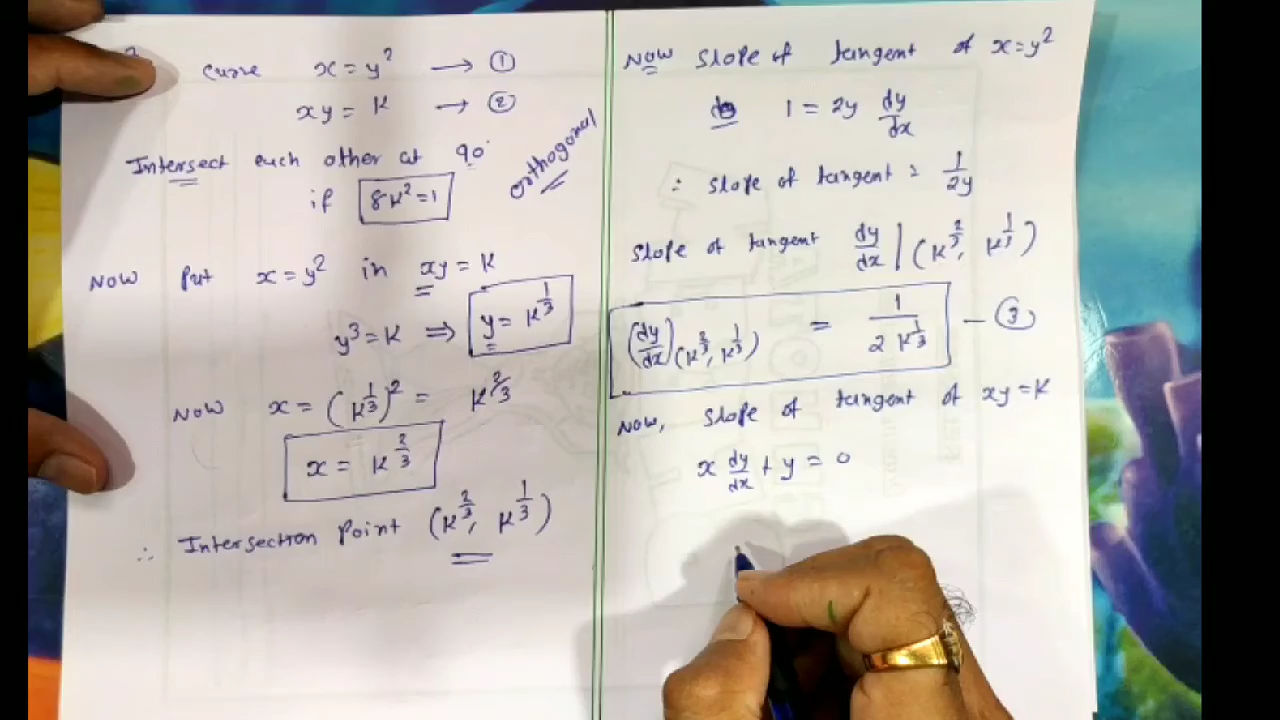 Curve x = y² → ①
xy = K → ②
Intersect each other at 90°
if 8K² = 1
Orthogonal
Now Put x = y² in xy = K
y³ = K ⇒ y = K^{1/3}
Now x = (K^{1/3})² = K^{2/3}
x = K^{2/3}
∴ Intersection Point (K^{2/3}, K^{1/3})
Now Slope of tangent of x = y²
1 = 2y dy/dx
∴ Slope of tangent = 1/2y
Slope of tangent dy/dx | (K^{2/3}, K^{1/3})
(dy/dx)(K^{2/3}, K^{1/3}) = 1/(2 K^{1/3}) — ③
Now, Slope of tangent of xy = K
x dy/dx + y = 0